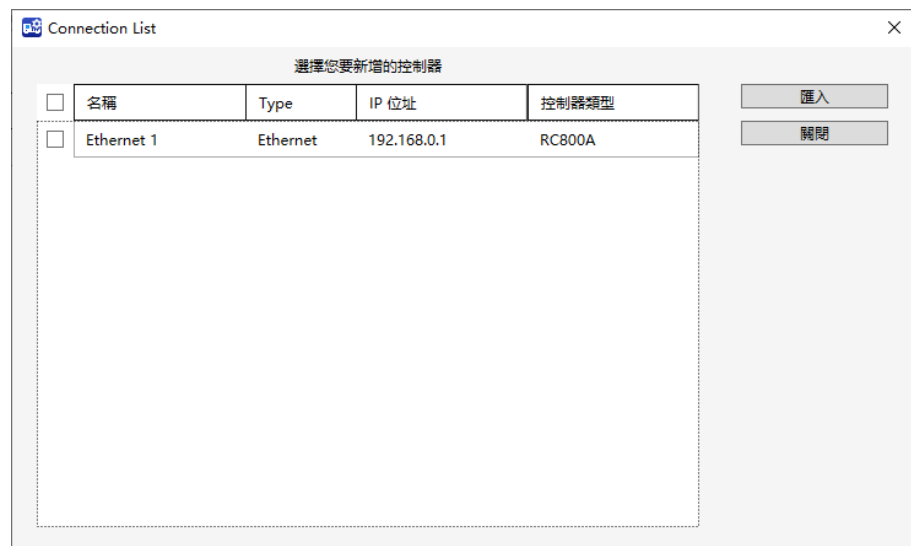 Connection List
選擇您要新增的控制器
名稱 Type IP 位址 控制器類型 匯入
Ethernet 1 Ethernet 192.168.0.1 RC800A 關閉